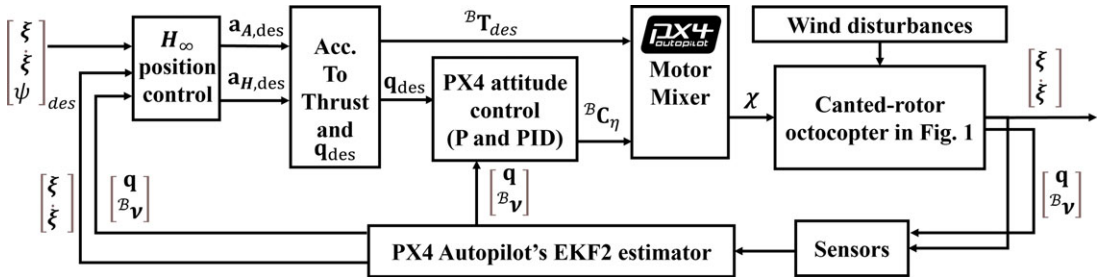 ξ
ξ̇
ψ
des
H∞
position
control
a_A,des
a_H,des
Acc.
To
Thrust
and
q_des
ᴮT_des
q_des
PX4 attitude
control
(P and PID)
ᴮC_η
px4
autopilot
Motor
Mixer
χ
Wind disturbances
Canted-rotor
octocopter in Fig. 1
ξ
ξ̇
q
ᴮν
Sensors
PX4 Autopilot's EKF2 estimator
q
ᴮν
q
ᴮν
ξ
ξ̇